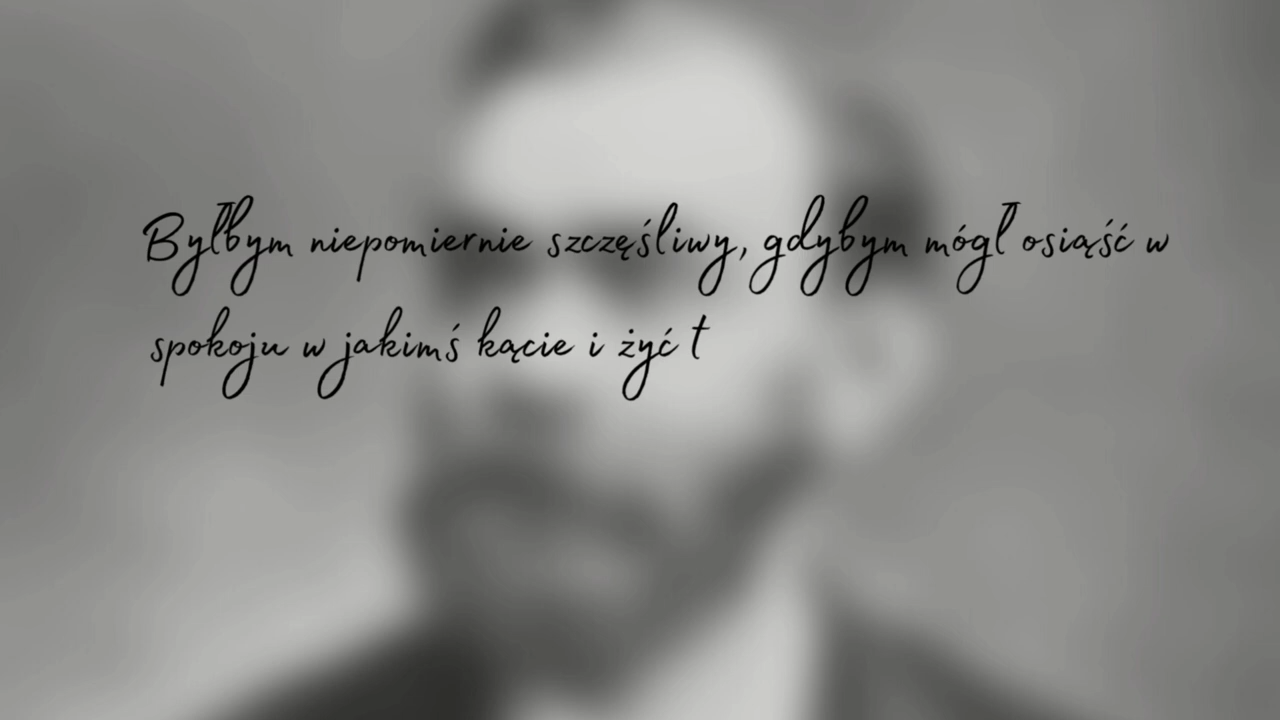 Byłbym niepomiernie szczęśliwy, gdybym mógł osiąść w
spokoju w jakimś kącie i żyć t